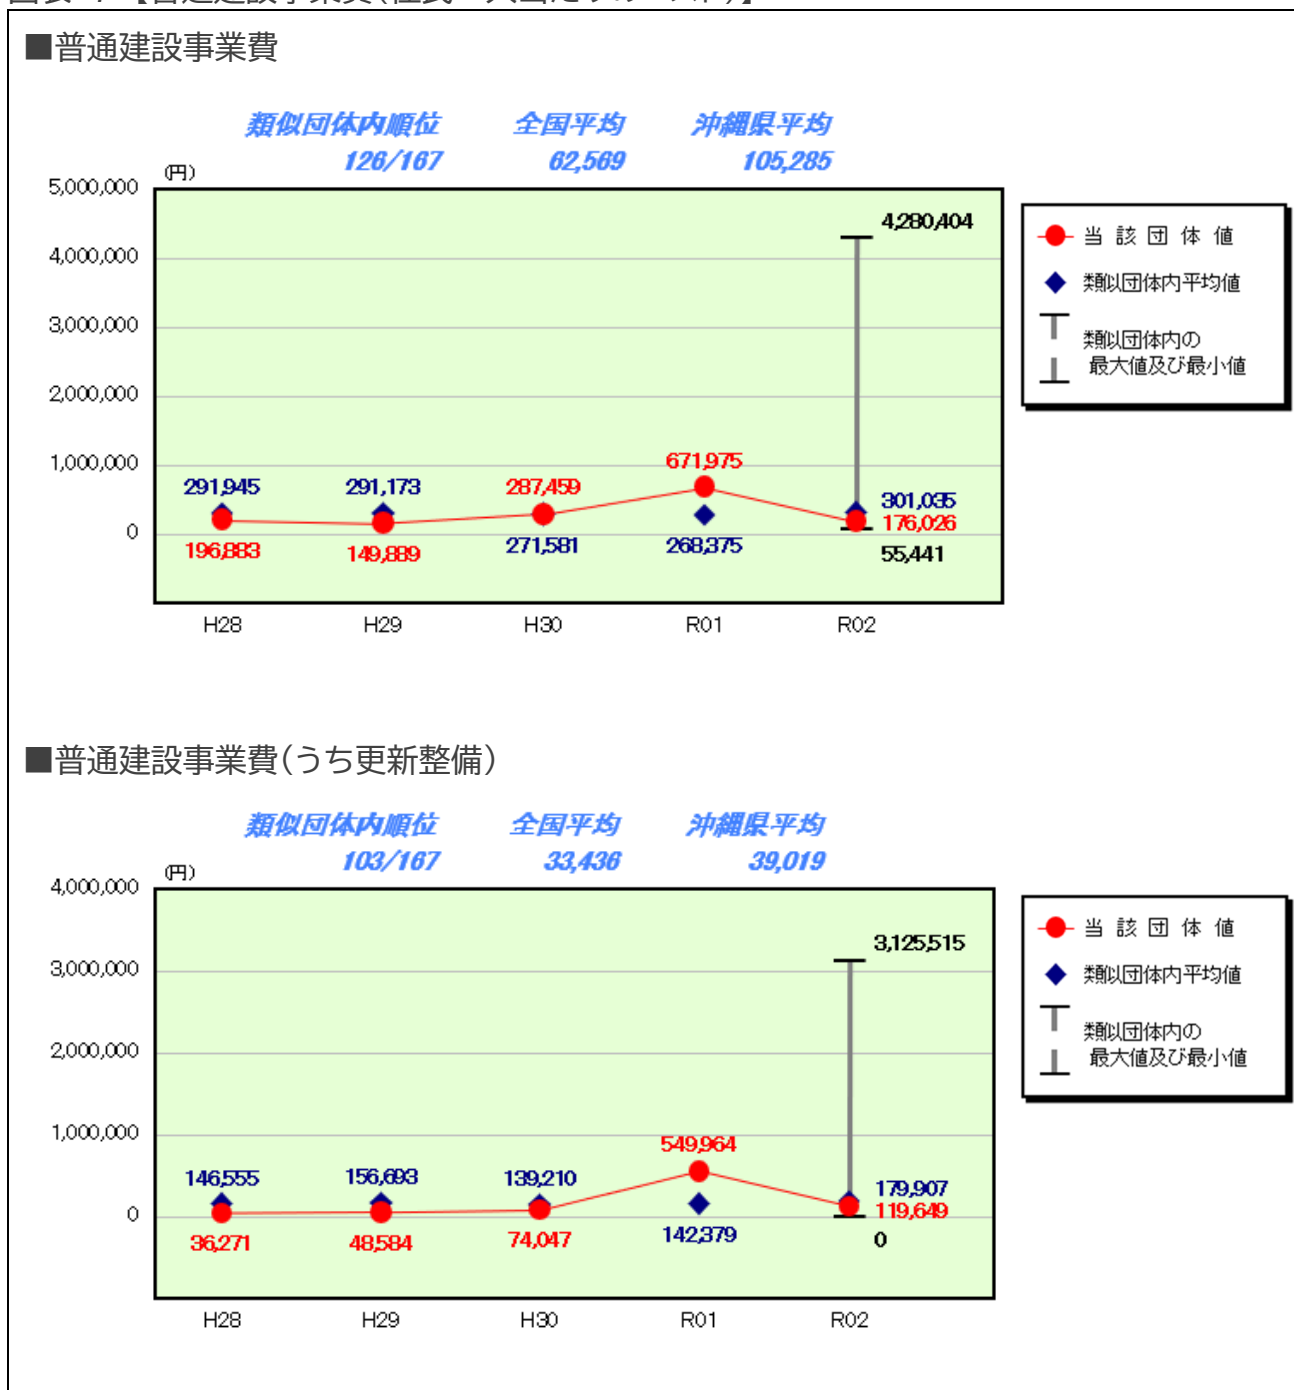 ■普通建設事業費
類似団体内順位 全国平均 沖縄県平均
126/167 62,569 105,285
(円)
5,000,000
4,000,000
3,000,000
2,000,000
1,000,000
0
4,280,404
671,975
291,945 291,173 287,459 301,035
176,026
196,883 149,889 271,581 268,375 55,441
H28 H29 H30 R01 R02
当該団体値
類似団体内平均値
類似団体内の
最大値及び最小値
■普通建設事業費(うち更新整備)
類似団体内順位 全国平均 沖縄県平均
103/167 33,436 39,019
(円)
4,000,000
3,000,000
2,000,000
1,000,000
0
3,125,515
549,964
146,555 156,693 139,210 179,907
119,649
36,271 48,584 74,047 142,379 0
H28 H29 H30 R01 R02
当該団体値
類似団体内平均値
類似団体内の
最大値及び最小値